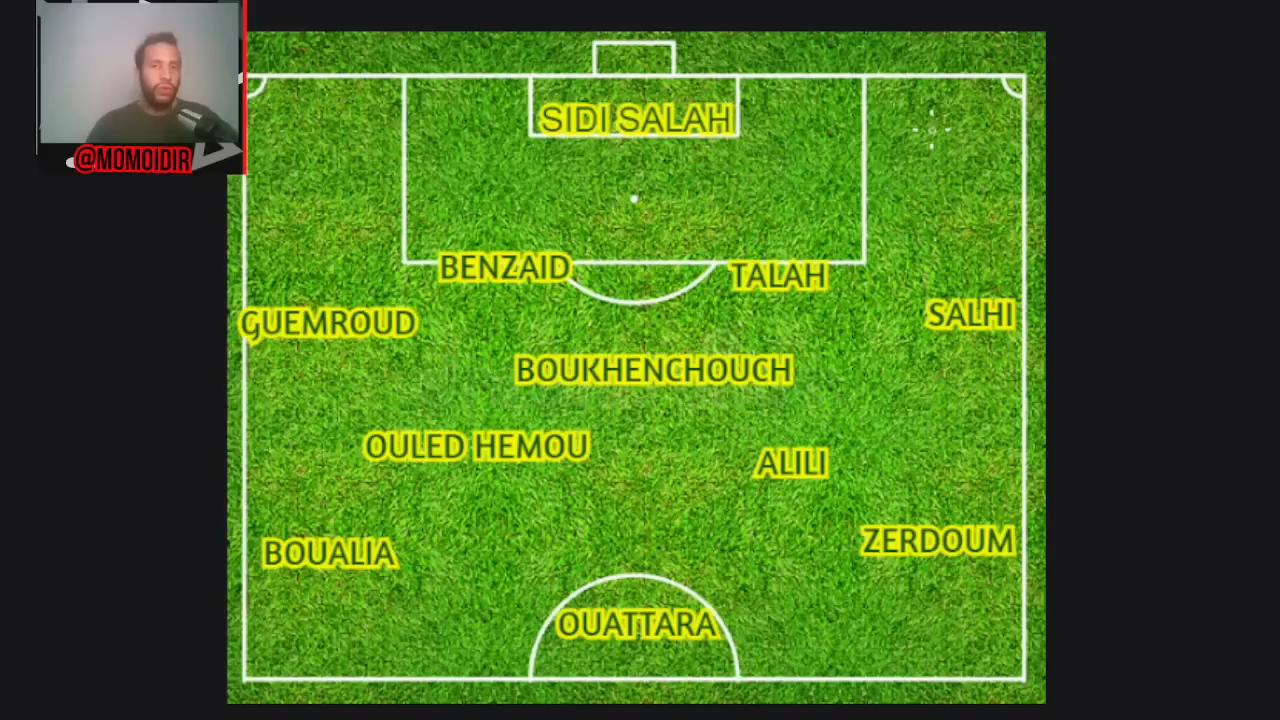 SIDI SALAH
@MOMOIDIR
BENZAID
TALAH
GUEMROUD
SALHI
BOUKHENCHOUCH
OULED HEMOU
ALILI
BOUALIA
ZERDOUM
OUATTARA